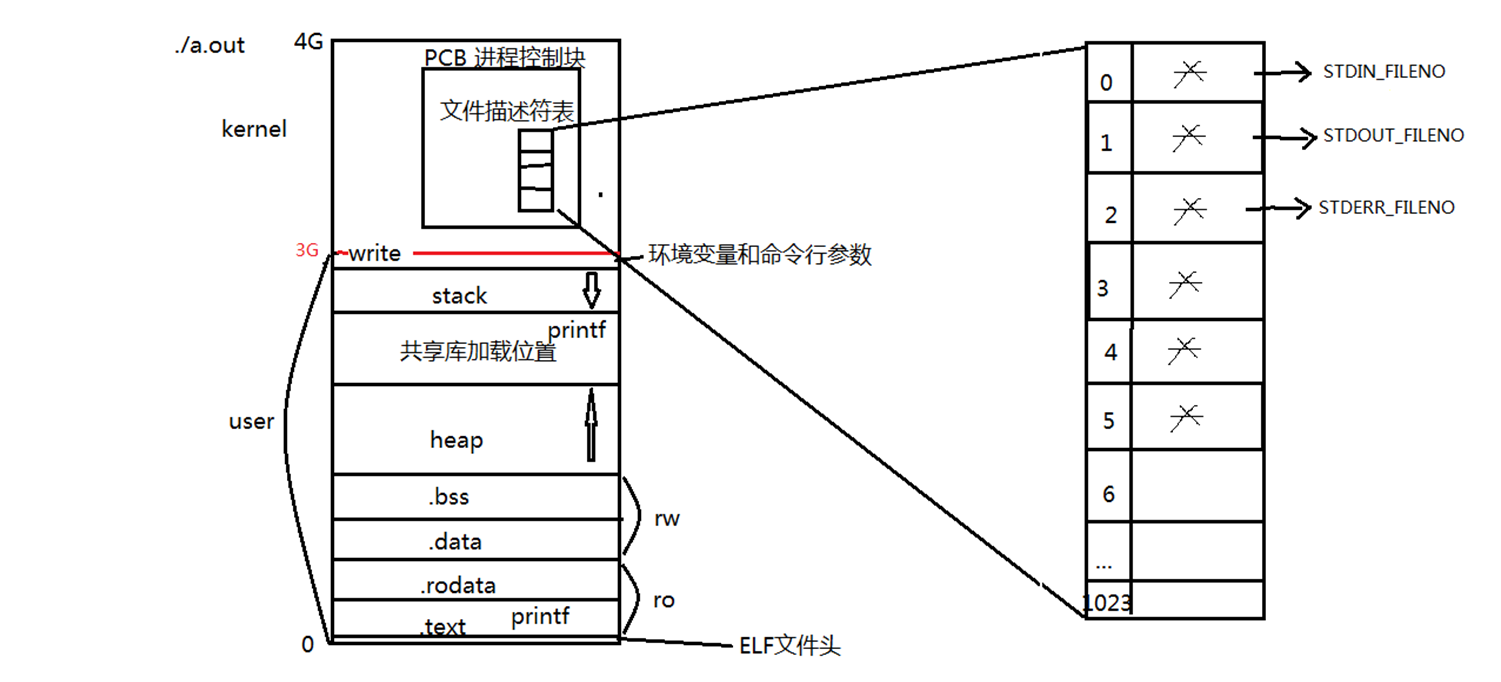 ./a.out
4G
PCB 进程控制块
文件描述符表
kernel
3G
write
环境变量和命令行参数
stack
printf
共享库加载位置
user
heap
.bss
rw
.data
.rodata
ro
printf
.text
0
ELF文件头
0
STDIN_FILENO
1
STDOUT_FILENO
2
STDERR_FILENO
3
4
5
6
...
1023